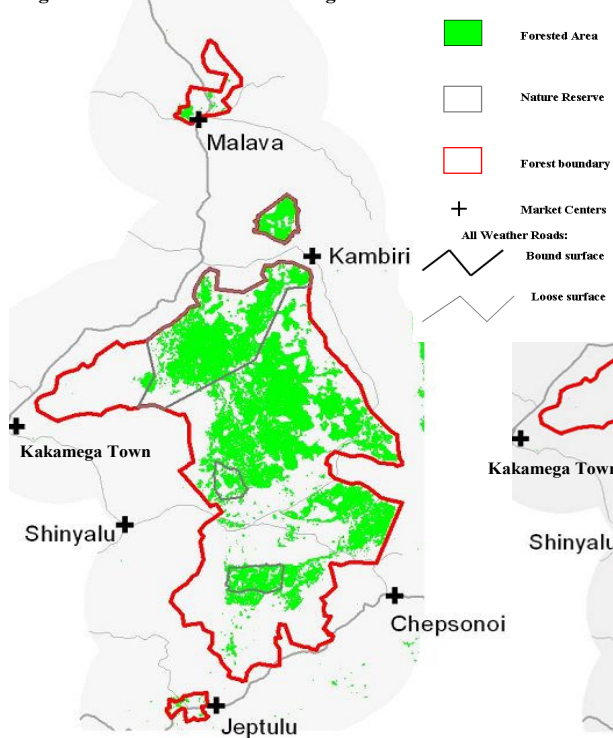 Forested Area
Nature Reserve
Forest boundary
Market Centers
All Weather Roads:
Bound surface
Loose surface
Malava
Kambiri
Kakamega Town
Kakamega Town
Shinyalu
Shinyalu
Chepsonoi
Jeptulu